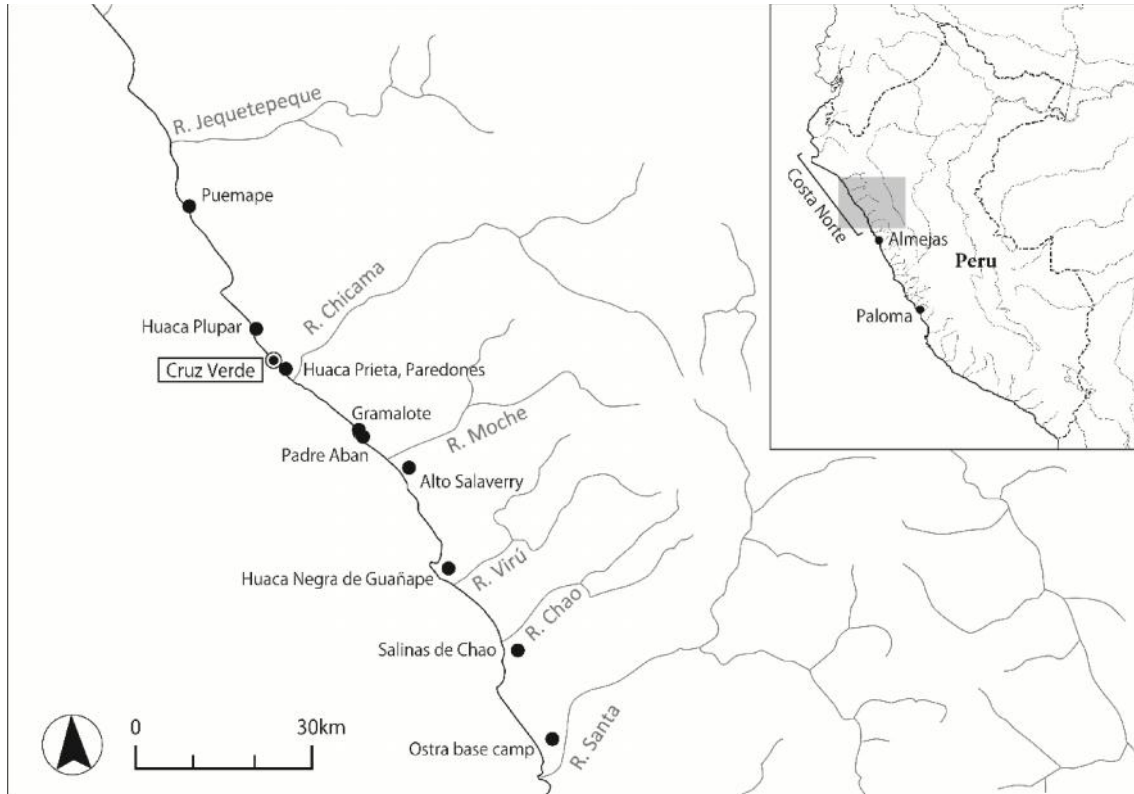 R. Jequetepeque
Puemape
R. Chicama
Huaca Plupar
Cruz Verde
Huaca Prieta, Paredones
Gramalote
R. Moche
Padre Aban
Alto Salaverry
R. Virú
Huaca Negra de Guañape
R. Chao
Salinas de Chao
R. Santa
Ostra base camp
0
30km
Costa Norte
Almejas
Peru
Paloma